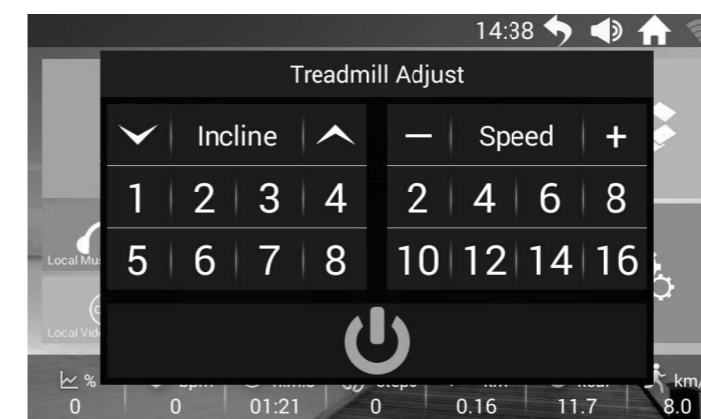 14:38
Treadmill Adjust
Incline
Speed
1 2 3 4
2 4 6 8
5 6 7 8
10 12 14 16
Local Mu
Local Vid
% km/
0 0 01:21 0 0.16 11.7 8.0